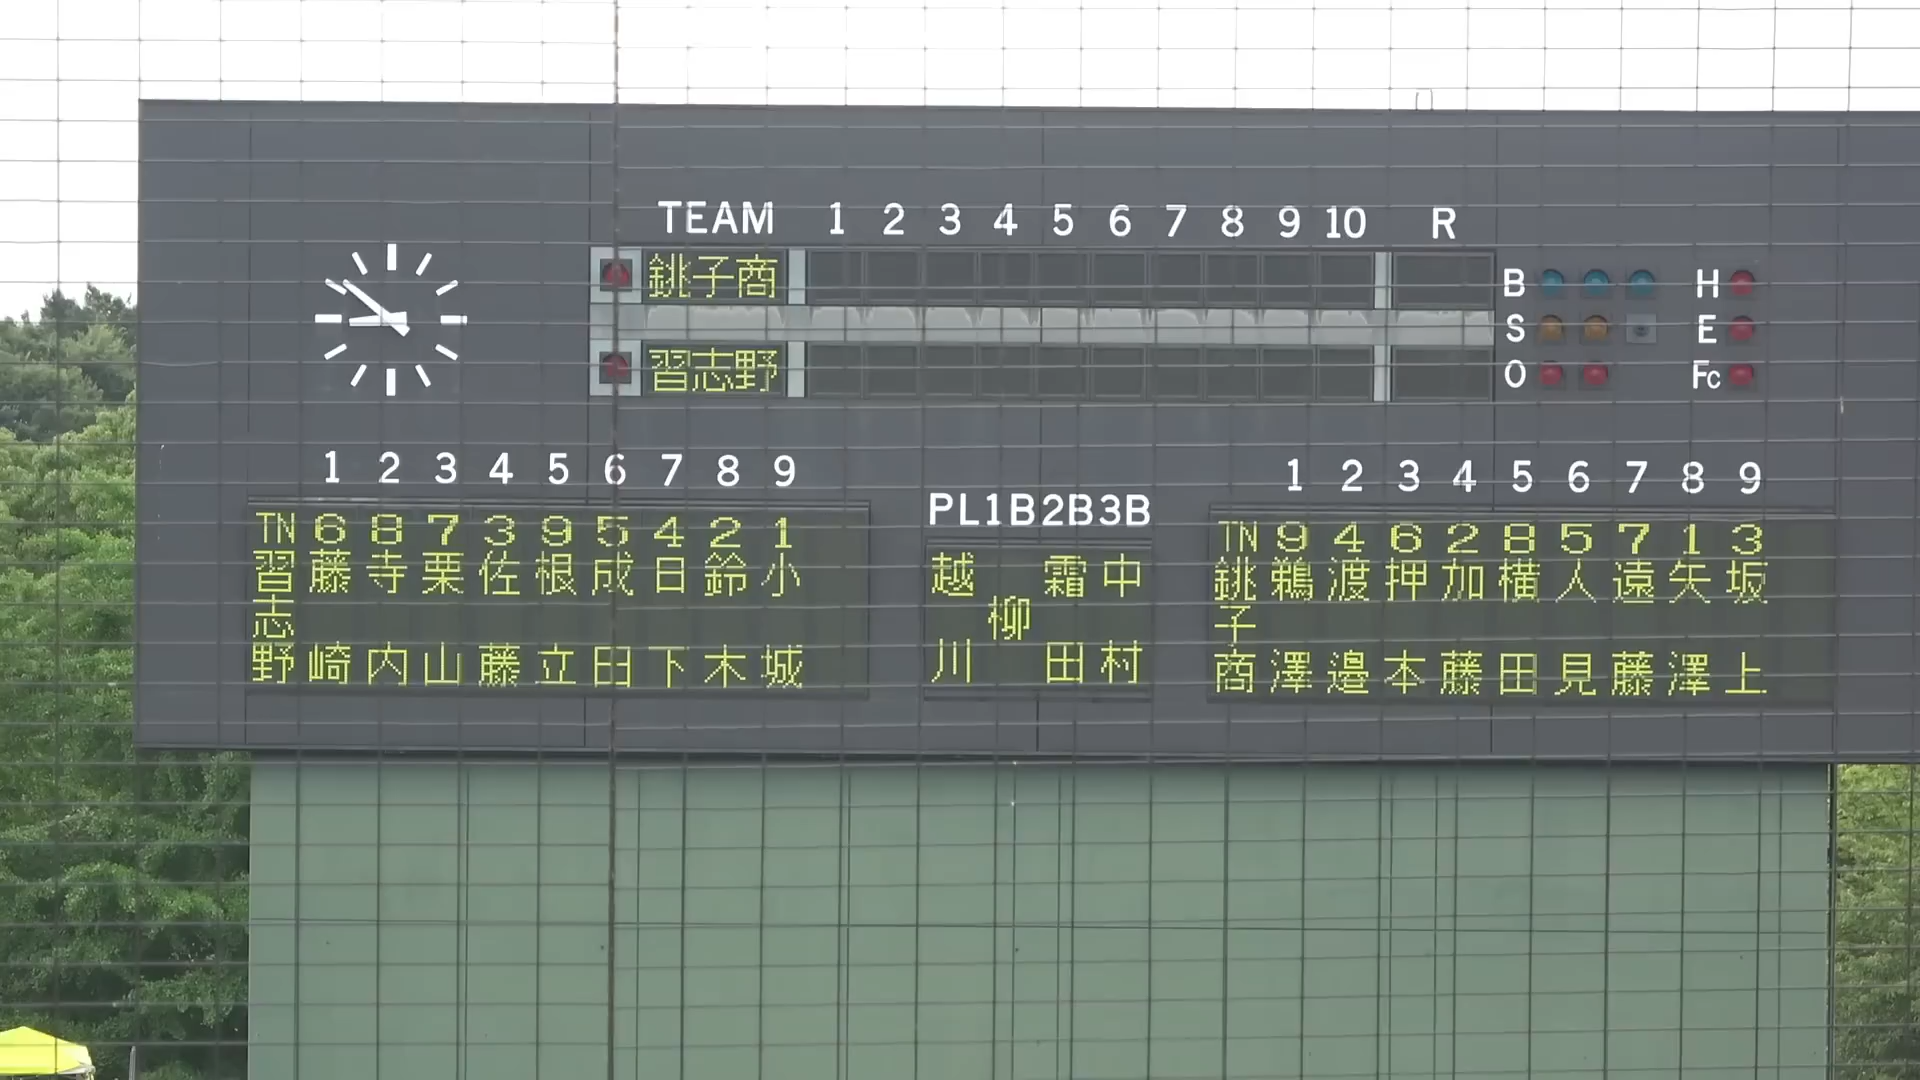 TEAM 1 2 3 4 5 6 7 8 9 10 R
銚子商
習志野
B H
S E
O Fc
1 2 3 4 5 6 7 8 9
TN 6 8 7 3 9 5 4 2 1
習志野 藤崎 寺内 栗山 佐藤 根立 成田 日下 鈴木 小城
PL 1B 2B 3B
越川 柳 霜田 中村
1 2 3 4 5 6 7 8 9
TN 9 4 6 2 8 5 7 1 3
銚子商 鵜澤 渡邉 押本 加藤 横田 人見 遠藤 矢澤 坂上